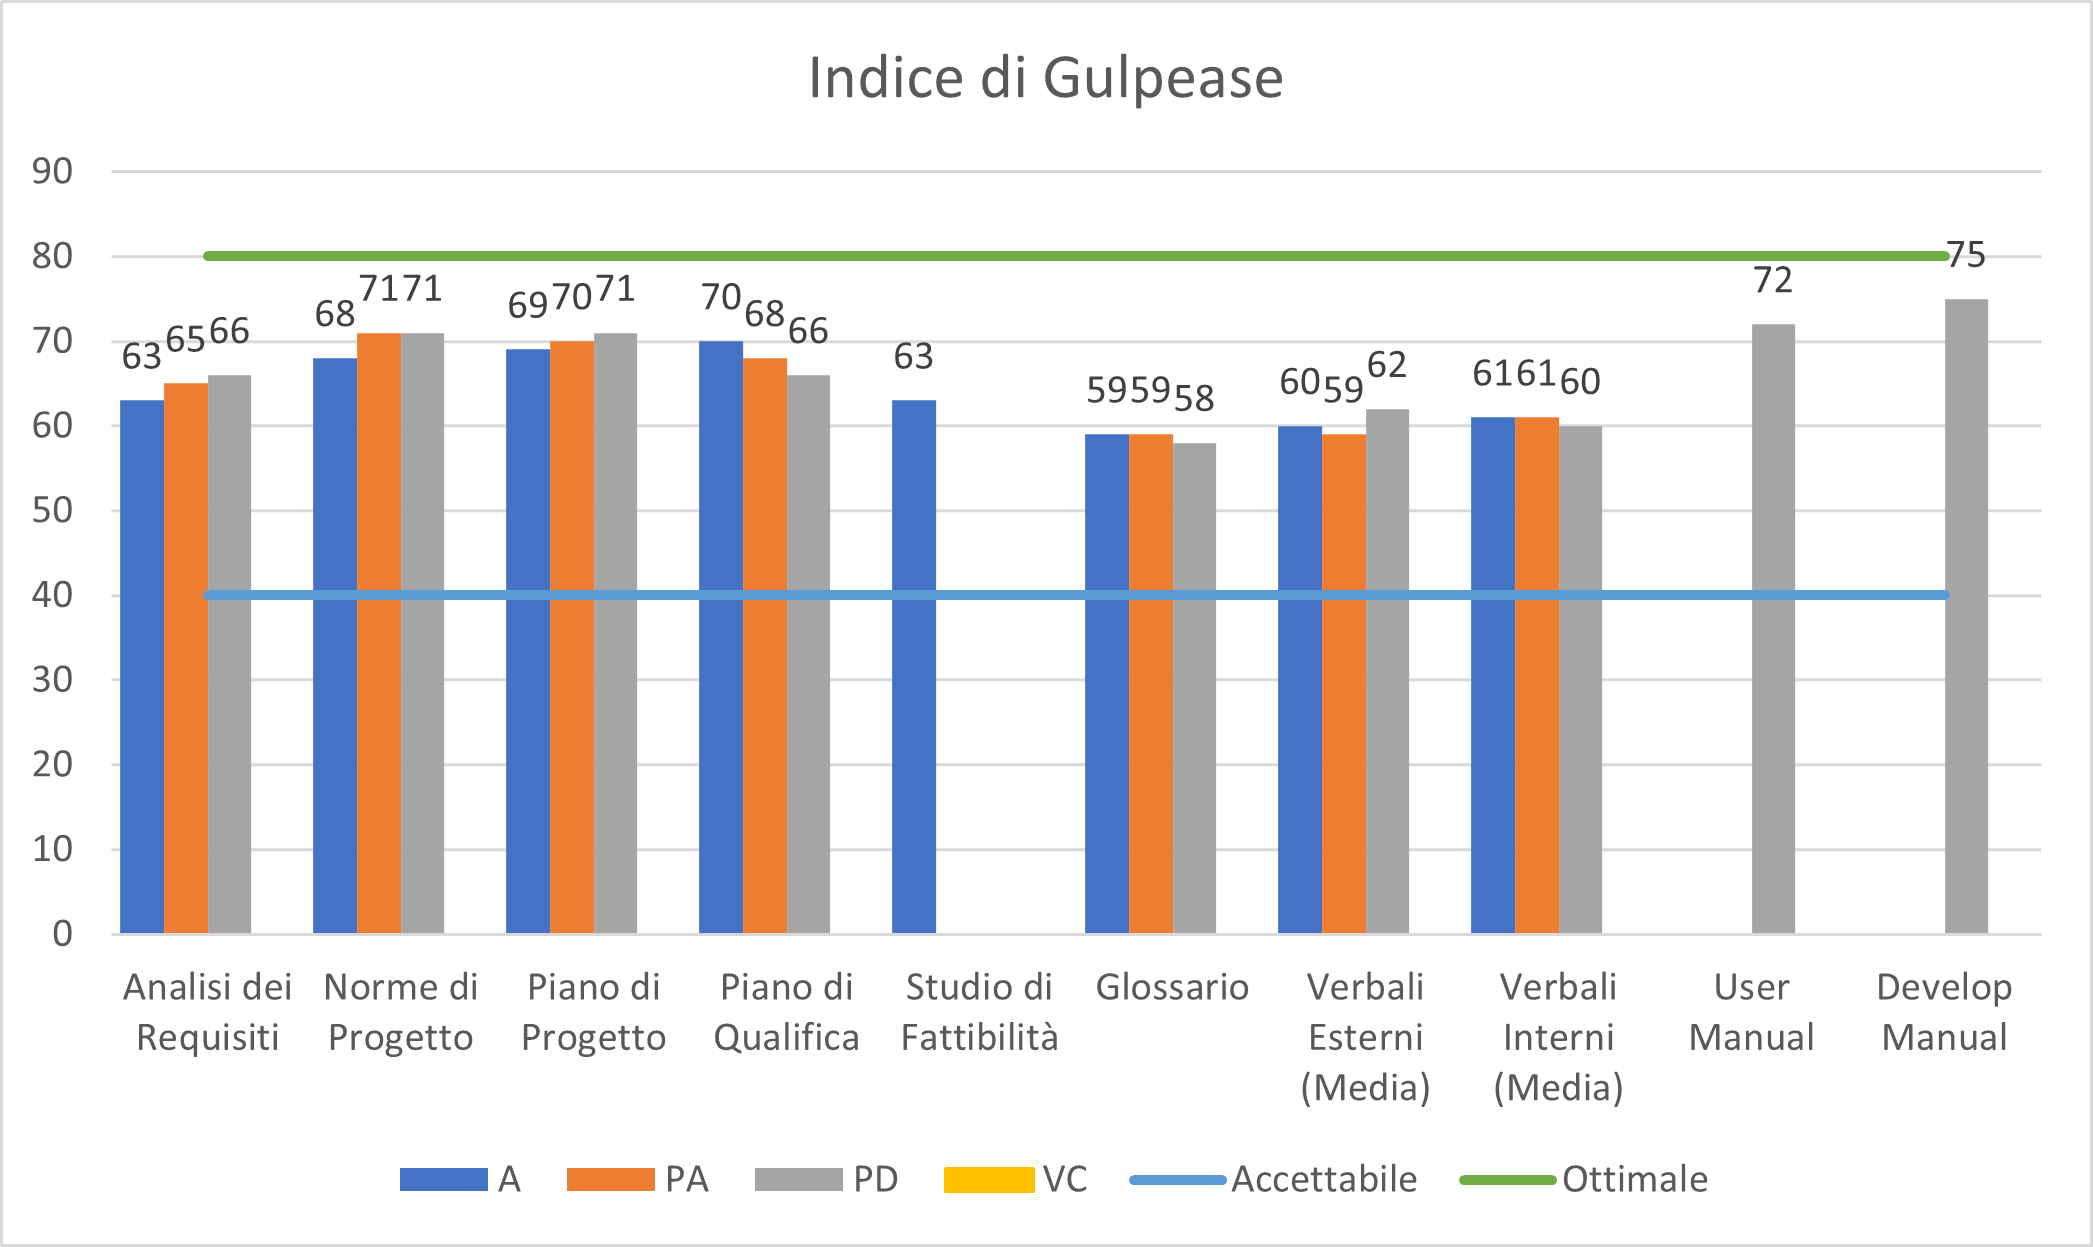 Indice di Gulpease
90
80
70
60
50
40
30
20
10
0
63 65 66
68 71 71
69 70 71
70 68 66
63
59 59 58
60 59 62
61 61 60
72
75
Analisi dei
Requisiti
Norme di
Progetto
Piano di
Progetto
Piano di
Qualifica
Studio di
Fattibilità
Glossario
Verbali
Esterni
(Media)
Verbali
Interni
(Media)
User
Manual
Develop
Manual
A PA PD VC Accettabile Ottimale